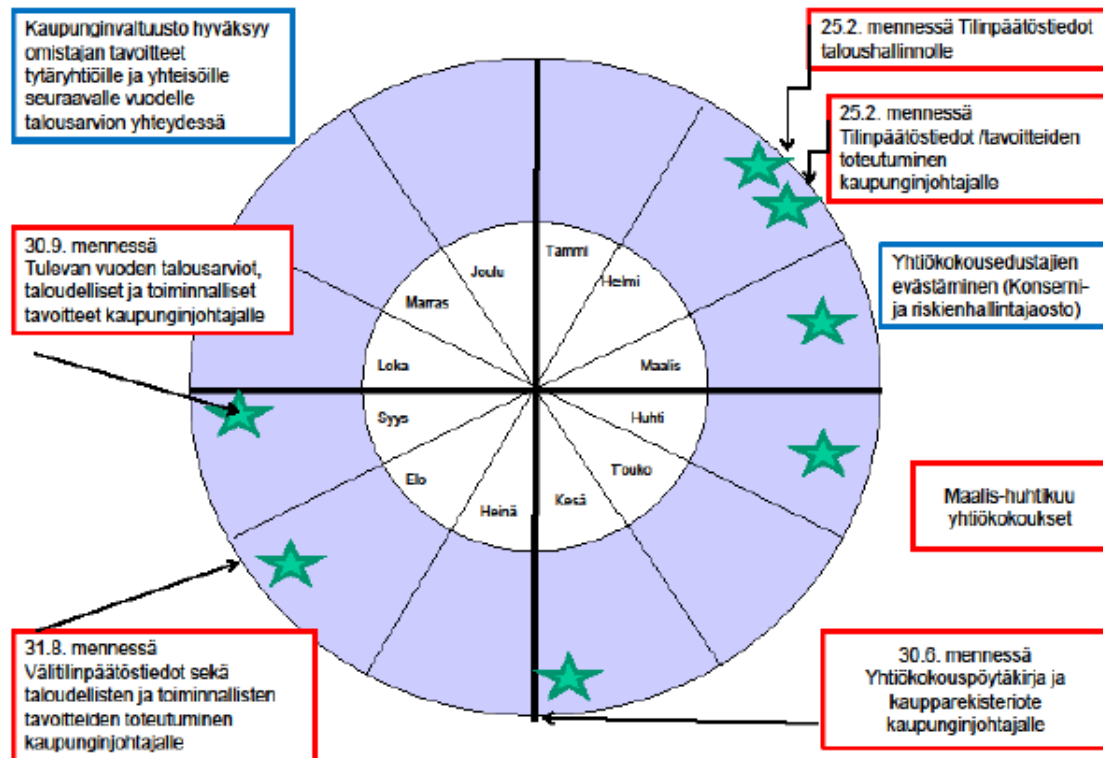 Kaupunginvaltuusto hyväksyy
omistajan tavoitteet
tytäryhtiöille ja yhteisöille
seuraavalle vuodelle
talousarvion yhteydessä
25.2. mennessä Tilinpäätöstiedot
taloushallinnolle
25.2. mennessä
Tilinpäätöstiedot /tavoitteiden
toteutuminen
kaupunginjohtajalle
30.9. mennessä
Tulevan vuoden talousarviot,
taloudelliset ja toiminnalliset
tavoitteet kaupunginjohtajalle
Yhtiökokousedustajien
evästäminen (Konserni-
ja riskienhallintajaosto)
Tammi
Helmi
Maalis
Huhti
Touko
Kesä
Heinä
Elo
Syys
Loka
Marras
Joulu
Maalis-huhtikuu
yhtiökokoukset
31.8. mennessä
Välitilinpäätöstiedot sekä
taloudellisten ja toiminnallisten
tavoitteiden toteutuminen
kaupunginjohtajalle
30.6. mennessä
Yhtiökokouspöytäkirja ja
kaupparekisteriote
kaupunginjohtajalle